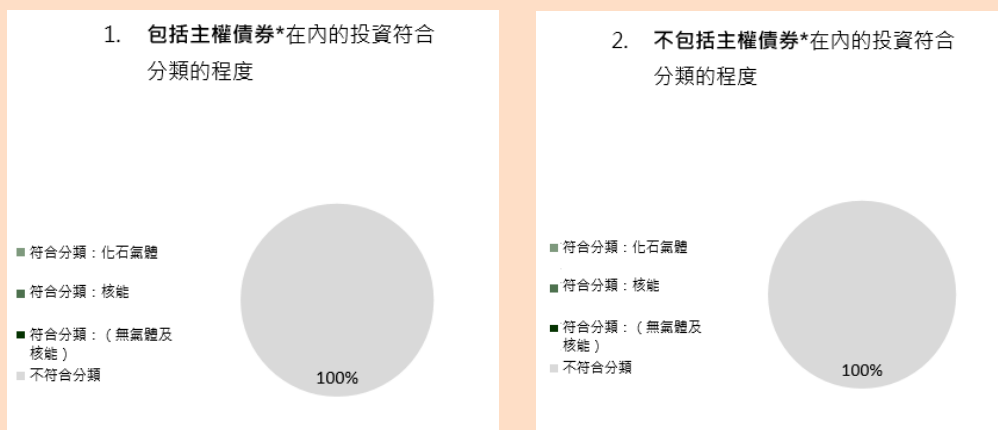 1. 包括主權債券*在內的投資符合
分類的程度
符合分類：化石氣體
符合分類：核能
符合分類：（無氣體及
核能）
不符合分類
100%
2. 不包括主權債券*在內的投資符合
分類的程度
符合分類：化石氣體
符合分類：核能
符合分類：（無氣體及
核能）
不符合分類
100%